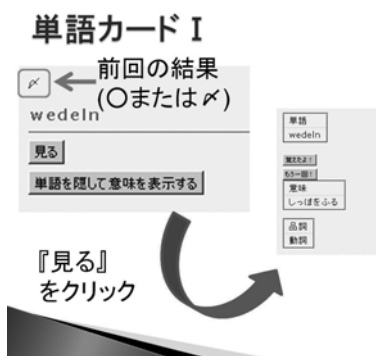 単語カード I
〆
前回の結果
(〇または〆)
wedeln
見る
単語を隠して意味を表示する
『見る』
をクリック
単語
wedeln
覚えたよ！
もう一回！
意味
しっぽをふる
品詞
動詞